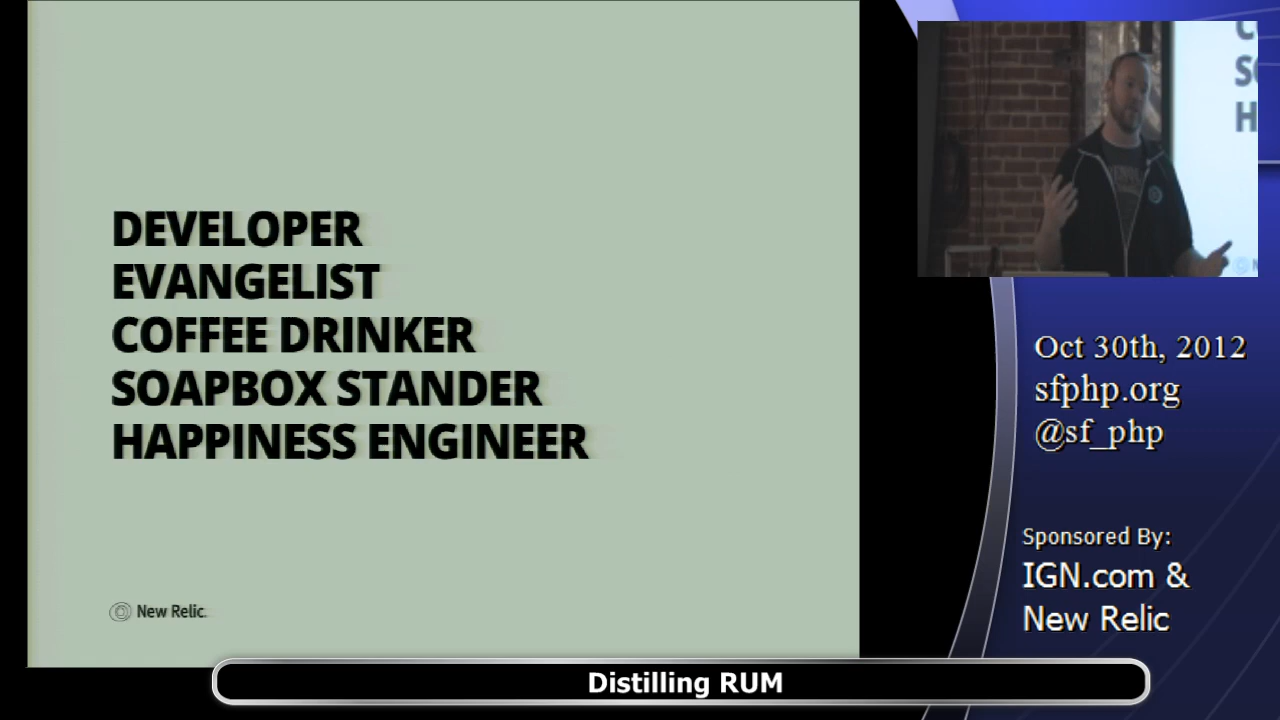 DEVELOPER
EVANGELIST
COFFEE DRINKER
SOAPBOX STANDER
HAPPINESS ENGINEER
New Relic.
Oct 30th, 2012
sfphp.org
@sf_php
Sponsored By:
IGN.com &
New Relic
Distilling RUM